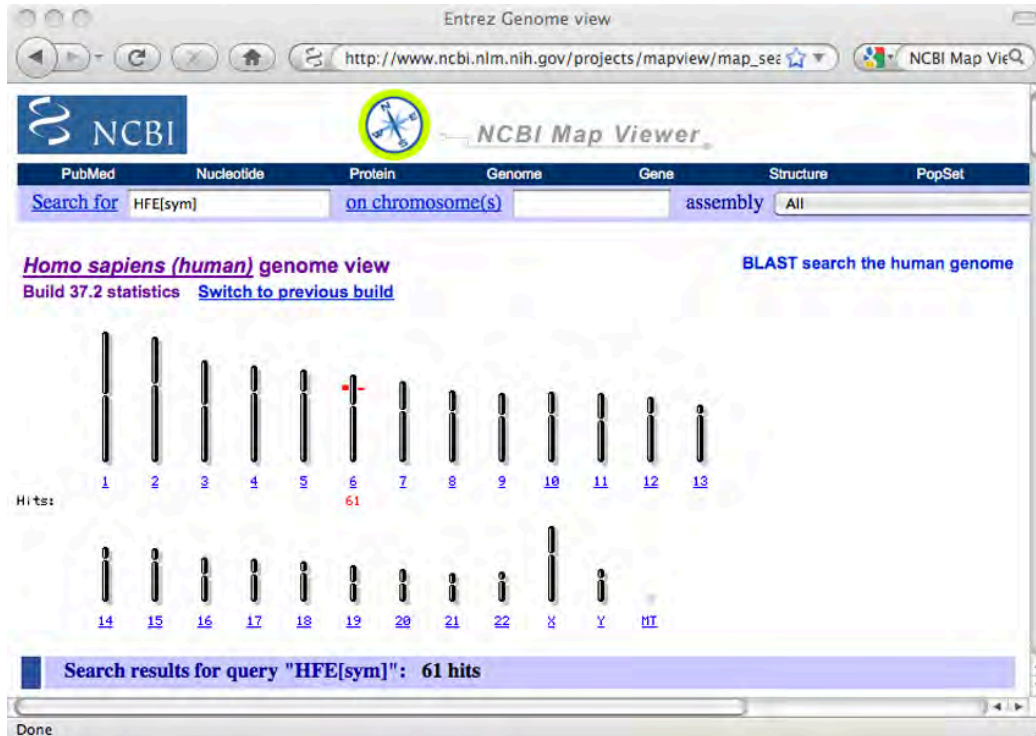 Entrez Genome view
http://www.ncbi.nlm.nih.gov/projects/mapview/map_sea
NCBI Map Vie
NCBI
NCBI Map Viewer
PubMed Nucleotide Protein Genome Gene Structure PopSet
Search for HFE[sym] on chromosome(s) assembly All
Homo sapiens (human) genome view
BLAST search the human genome
Build 37.2 statistics Switch to previous build
1 2 3 4 5 6 7 8 9 10 11 12 13
Hits: 61
14 15 16 17 18 19 20 21 22 X Y MT
Search results for query "HFE[sym]": 61 hits
Done